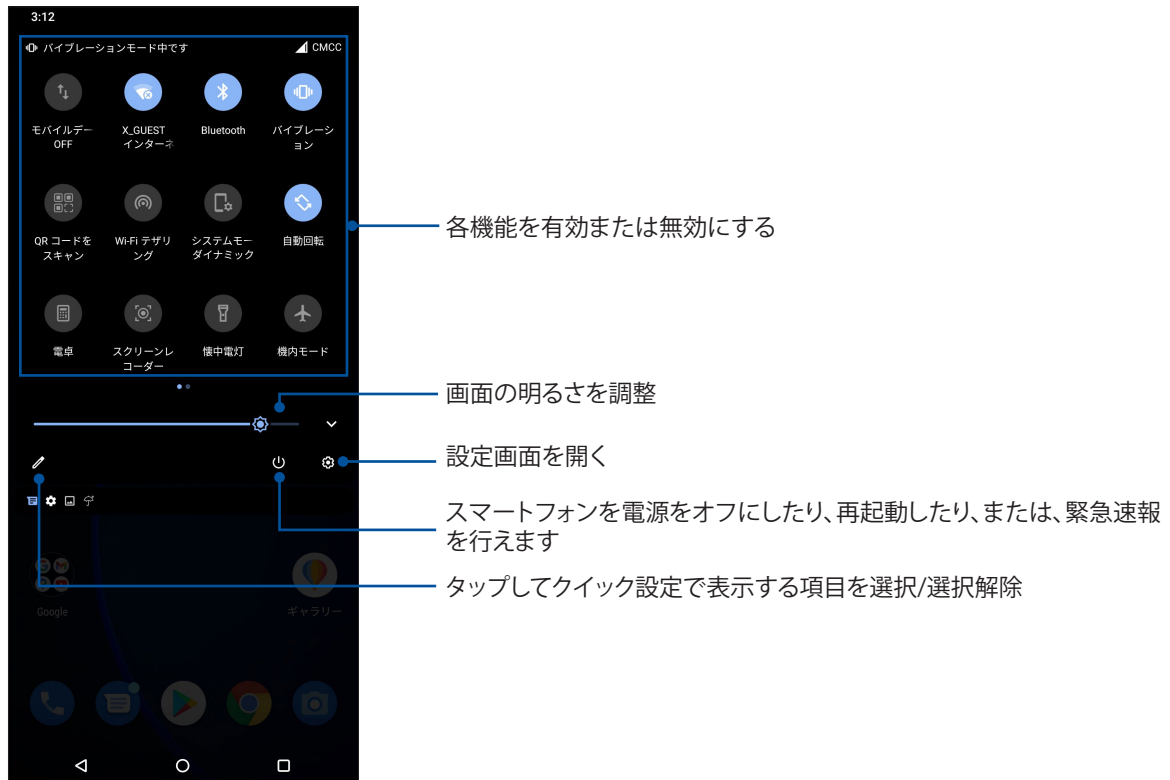 3:12
バイブレーションモード中です
CMCC
モバイルデー
OFF
X_GUEST
インターネ
Bluetooth
バイブレーシ
ョン
QR コードを
スキャン
Wi-Fi テザリ
ング
システムモー
ダイナミック
自動回転
電卓
スクリーンレ
コーダー
懐中電灯
機内モード
Google
ギャラリー
各機能を有効または無効にする
画面の明るさを調整
設定画面を開く
スマートフォンを電源をオフにしたり、再起動したり、または、緊急速報
を行えます
タップしてクイック設定で表示する項目を選択/選択解除